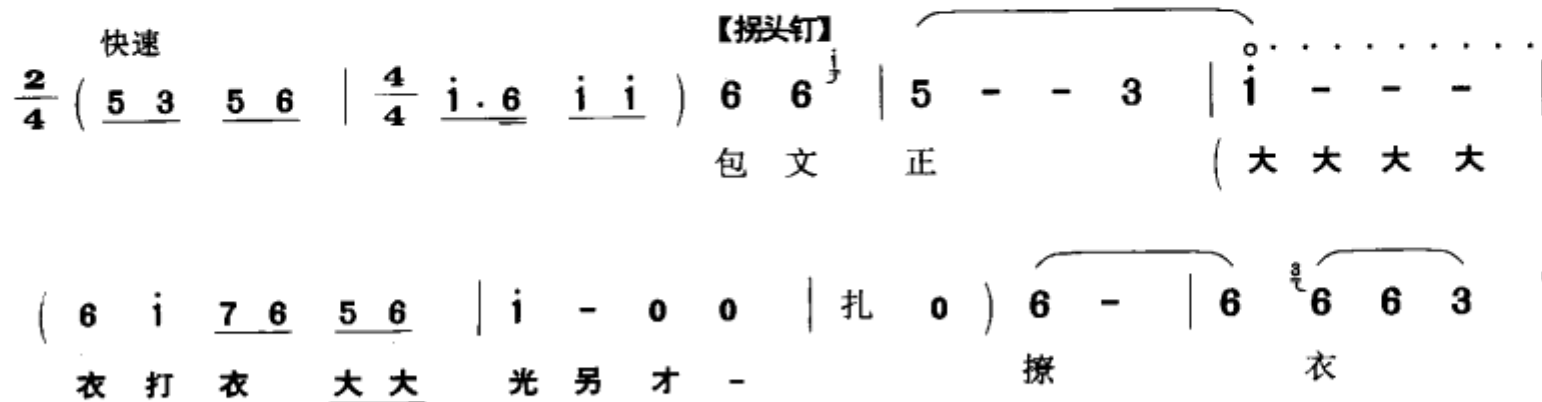 快速 【拐头钉】
2/4 ( 5 3 5 6 | 4/4 i̇ · 6 i̇ i̇ ) 6 6 i̇ | 5 - - 3 | i̇ - - - |
包 文 正 ( 大 大 大 大
( 6 i̇ 7 6 5 6 | i̇ - 0 0 | 扎 0 ) 6 - | 6 3 6 6 3
衣 打 衣 大 大 光 另 才 - 撩 衣